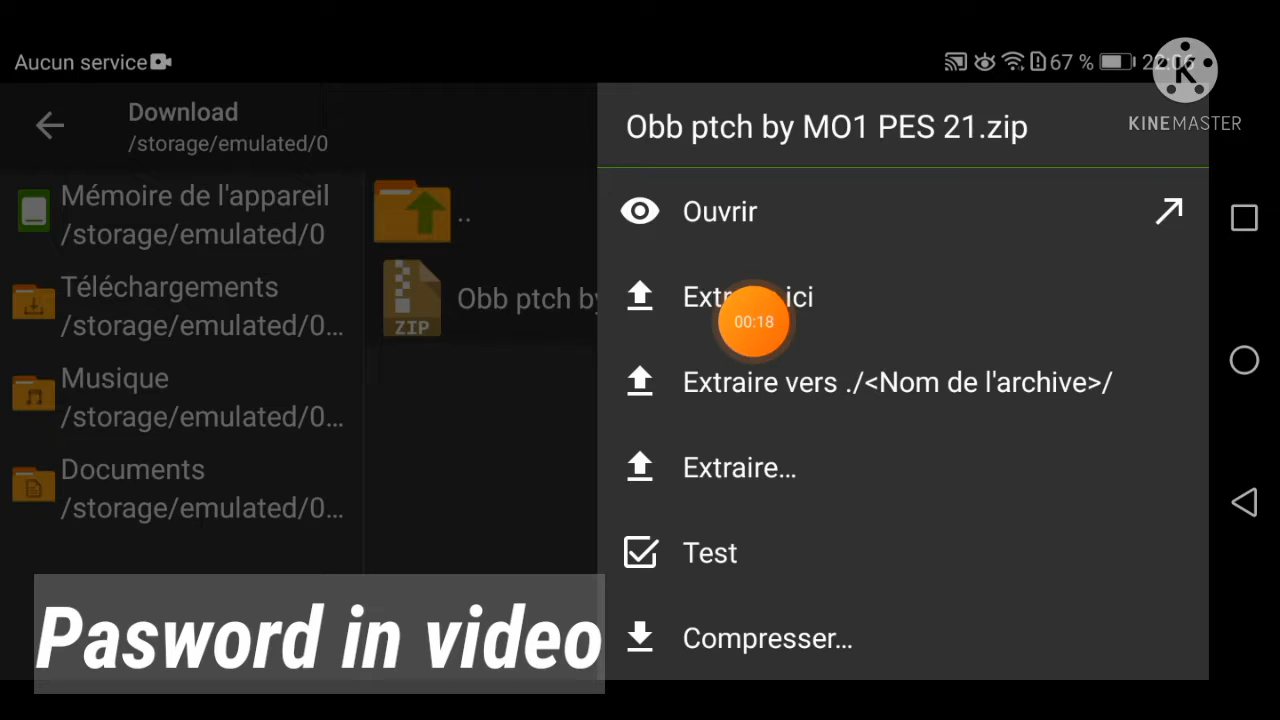 Aucun service
67 %
Download
/storage/emulated/0
Mémoire de l'appareil
/storage/emulated/0
Téléchargements
/storage/emulated/0...
Musique
/storage/emulated/0...
Documents
/storage/emulated/0...
..
ZIP
Obb ptch by
Obb ptch by MO1 PES 21.zip
K
KINEMASTER
Ouvrir
ici
00:18
Extraire vers ./<Nom de l'archive>/
Extraire...
Test
Compresser...
Pasword in video